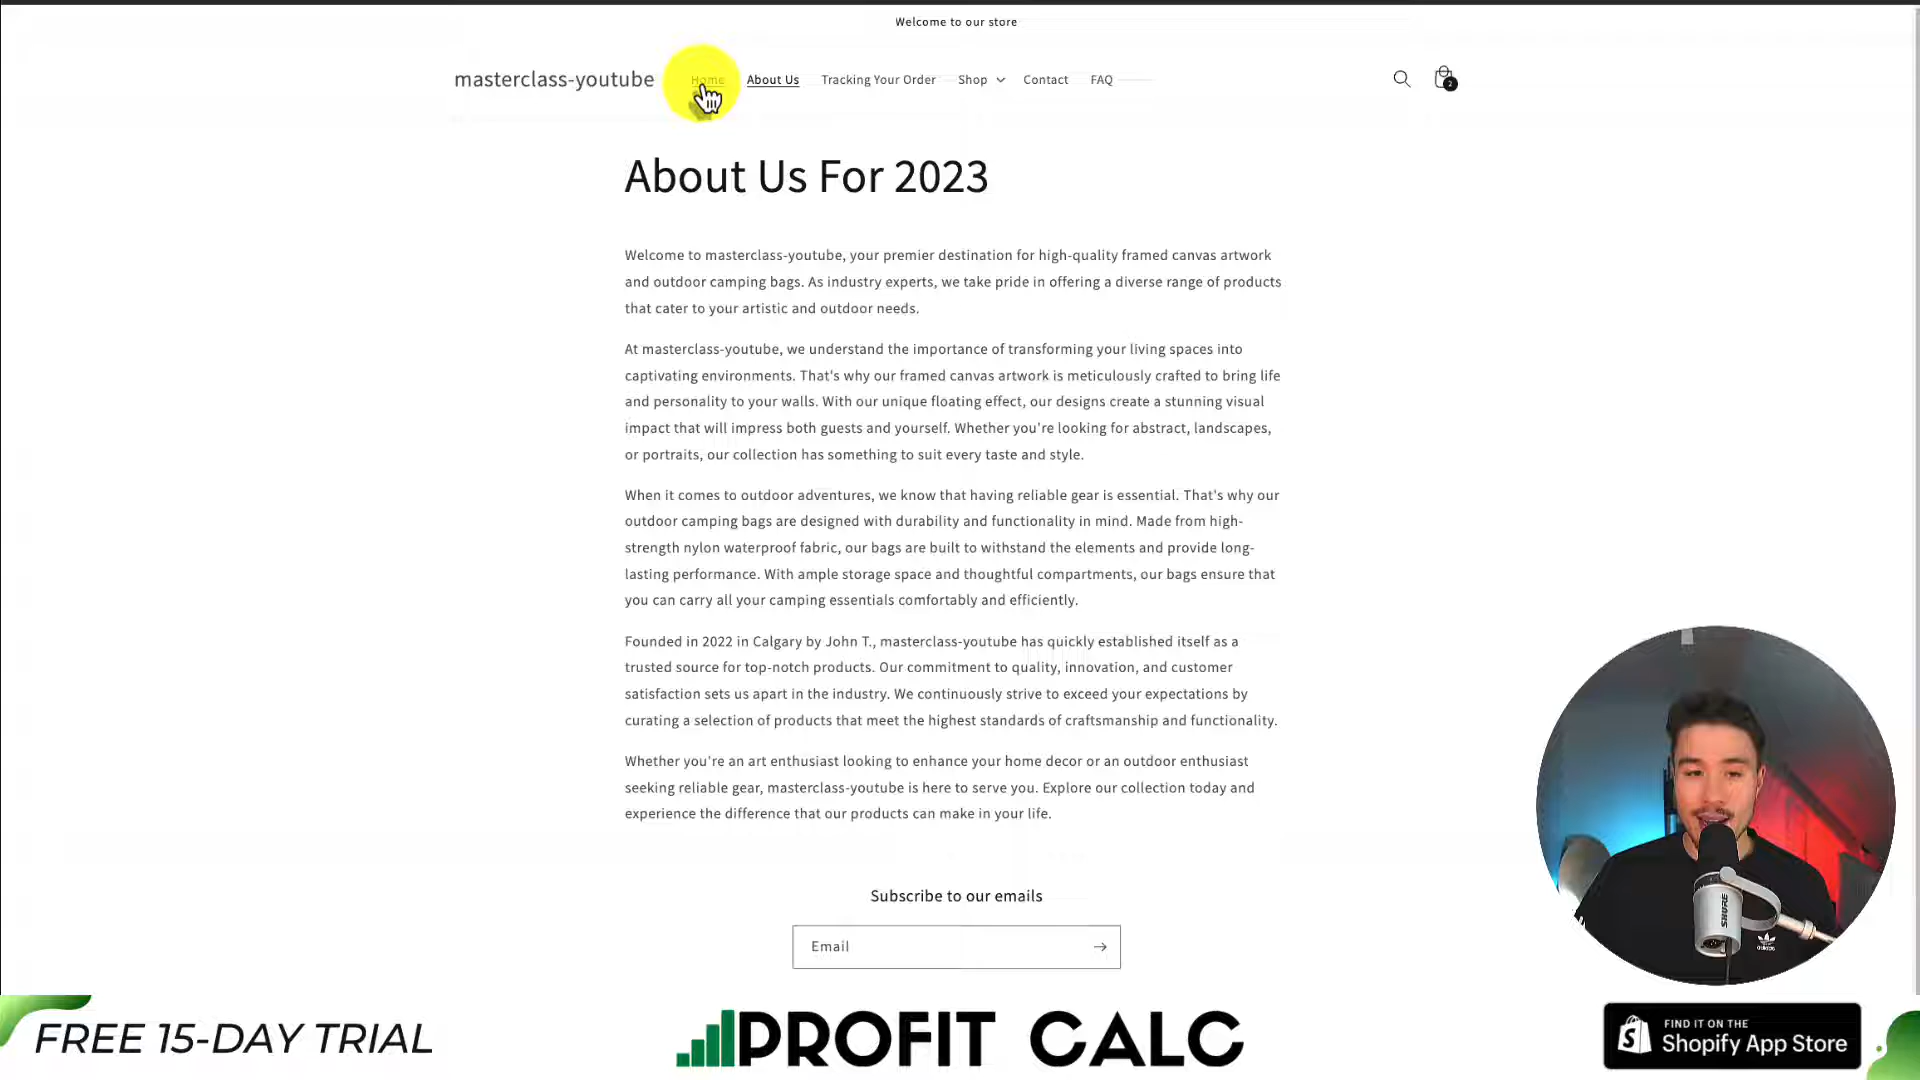 Welcome to our store
masterclass-youtube
Home
About Us
Tracking Your Order
Shop
Contact
FAQ
2
About Us For 2023
Welcome to masterclass-youtube, your premier destination for high-quality framed canvas artwork
and outdoor camping bags. As industry experts, we take pride in offering a diverse range of products
that cater to your artistic and outdoor needs.
At masterclass-youtube, we understand the importance of transforming your living spaces into
captivating environments. That's why our framed canvas artwork is meticulously crafted to bring life
and personality to your walls. With our unique floating effect, our designs create a stunning visual
impact that will impress both guests and yourself. Whether you're looking for abstract, landscapes,
or portraits, our collection has something to suit every taste and style.
When it comes to outdoor adventures, we know that having reliable gear is essential. That's why our
outdoor camping bags are designed with durability and functionality in mind. Made from high-
strength nylon waterproof fabric, our bags are built to withstand the elements and provide long-
lasting performance. With ample storage space and thoughtful compartments, our bags ensure that
you can carry all your camping essentials comfortably and efficiently.
Founded in 2022 in Calgary by John T., masterclass-youtube has quickly established itself as a
trusted source for top-notch products. Our commitment to quality, innovation, and customer
satisfaction sets us apart in the industry. We continuously strive to exceed your expectations by
curating a selection of products that meet the highest standards of craftsmanship and functionality.
Whether you're an art enthusiast looking to enhance your home decor or an outdoor enthusiast
seeking reliable gear, masterclass-youtube is here to serve you. Explore our collection today and
experience the difference that our products can make in your life.
Subscribe to our emails
Email
SHURE
adidas
FREE 15-DAY TRIAL
PROFIT CALC
FIND IT ON THE
Shopify App Store